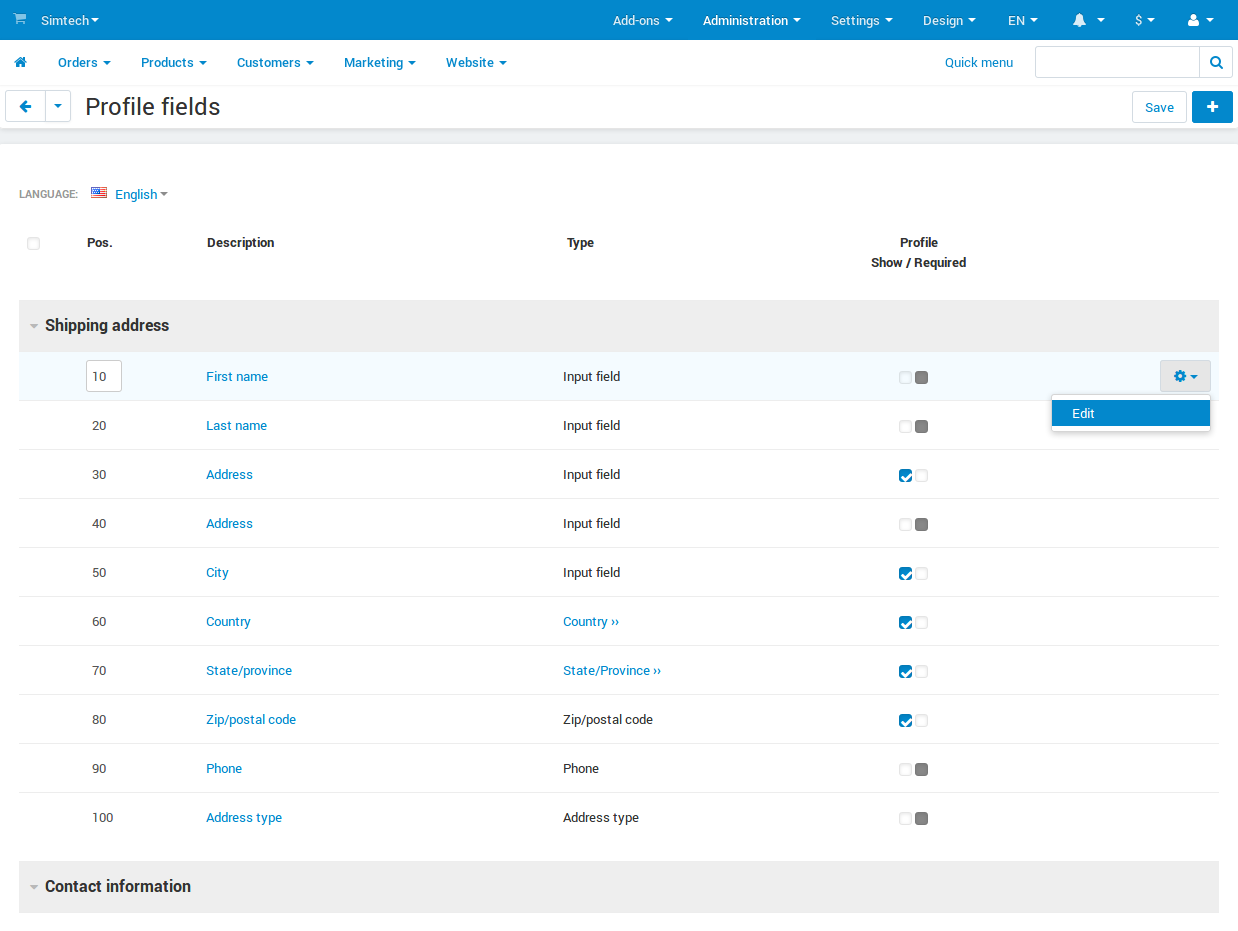 Simtech Add-ons Administration Settings Design EN $
Orders Products Customers Marketing Website Quick menu
Profile fields Save
LANGUAGE: English
Pos. Description Type Profile
Show / Required
Shipping address
10 First name Input field
Edit
20 Last name Input field
30 Address Input field
40 Address Input field
50 City Input field
60 Country Country ››
70 State/province State/Province ››
80 Zip/postal code Zip/postal code
90 Phone Phone
100 Address type Address type
Contact information